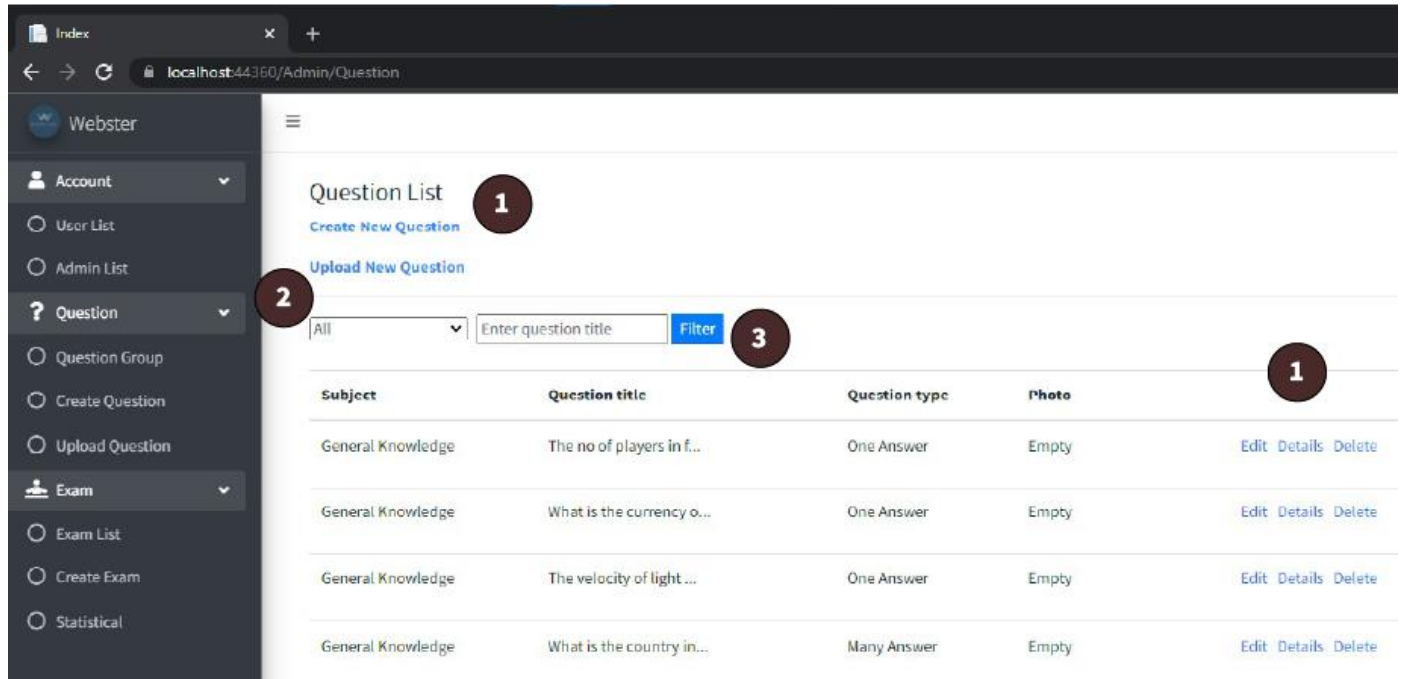 Index
localhost:44360/Admin/Question
Webster
Account
User List
Admin List
Question
Question Group
Create Question
Upload Question
Exam
Exam List
Create Exam
Statistical
Question List
1
Create New Question
Upload New Question
2
All Enter question title Filter
3
1
Subject Question title Question type Photo
General Knowledge The no of players in f... One Answer Empty Edit Details Delete
General Knowledge What is the currency o... One Answer Empty Edit Details Delete
General Knowledge The velocity of light ... One Answer Empty Edit Details Delete
General Knowledge What is the country in... Many Answer Empty Edit Details Delete